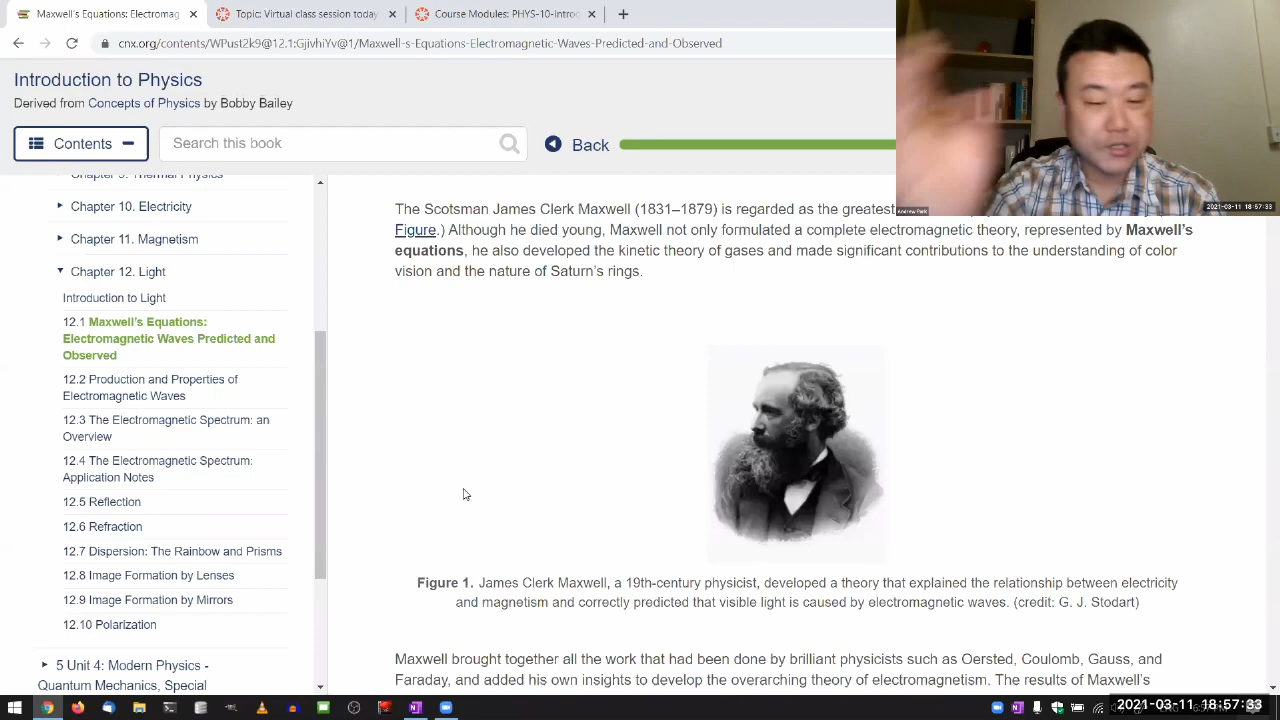 Maxwell's Equations: Electromag
Topic: Virtual class session today
Course Modules: PHYS-10-Introd
cnx.org/contents/WPust2k9@12.1:GjivhiYv@1/Maxwell-s-Equations-Electromagnetic-Waves-Predicted-and-Observed
Introduction to Physics
Derived from Concepts of Physics by Bobby Bailey
Contents
Search this book
Back
Andrew Park
2021-03-11 18:57:33
Chapter 9. Thermal Physics
Chapter 10. Electricity
Chapter 11. Magnetism
Chapter 12. Light
Introduction to Light
12.1 Maxwell's Equations:
Electromagnetic Waves Predicted and
Observed
12.2 Production and Properties of
Electromagnetic Waves
12.3 The Electromagnetic Spectrum: an
Overview
12.4 The Electromagnetic Spectrum:
Application Notes
12.5 Reflection
12.6 Refraction
12.7 Dispersion: The Rainbow and Prisms
12.8 Image Formation by Lenses
12.9 Image Formation by Mirrors
12.10 Polarization
5 Unit 4: Modern Physics -
Quantum Mechanics, Special
The Scotsman James Clerk Maxwell (1831–1879) is regarded as the greatest
Figure.) Although he died young, Maxwell not only formulated a complete electromagnetic theory, represented by Maxwell's
equations, he also developed the kinetic theory of gases and made significant contributions to the understanding of color
vision and the nature of Saturn's rings.
Figure 1. James Clerk Maxwell, a 19th-century physicist, developed a theory that explained the relationship between electricity
and magnetism and correctly predicted that visible light is caused by electromagnetic waves. (credit: G. J. Stodart)
Maxwell brought together all the work that had been done by brilliant physicists such as Oersted, Coulomb, Gauss, and
Faraday, and added his own insights to develop the overarching theory of electromagnetism. The results of Maxwell's
2021-03-11 18:57:33